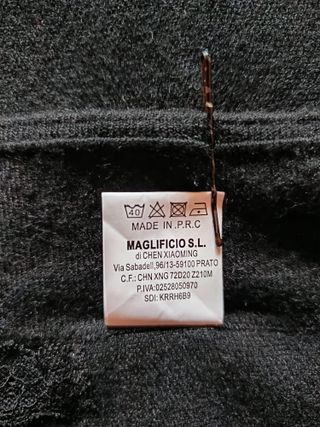 40
MADE IN .P.R.C
MAGLIFICIO S.L.
di CHEN XIAOMING
Via Sabadell,96/13-59100 PRATO
C.F.: CHN XNG 72D20 Z210M
P.IVA:02528050970
SDI: KRRH6B9